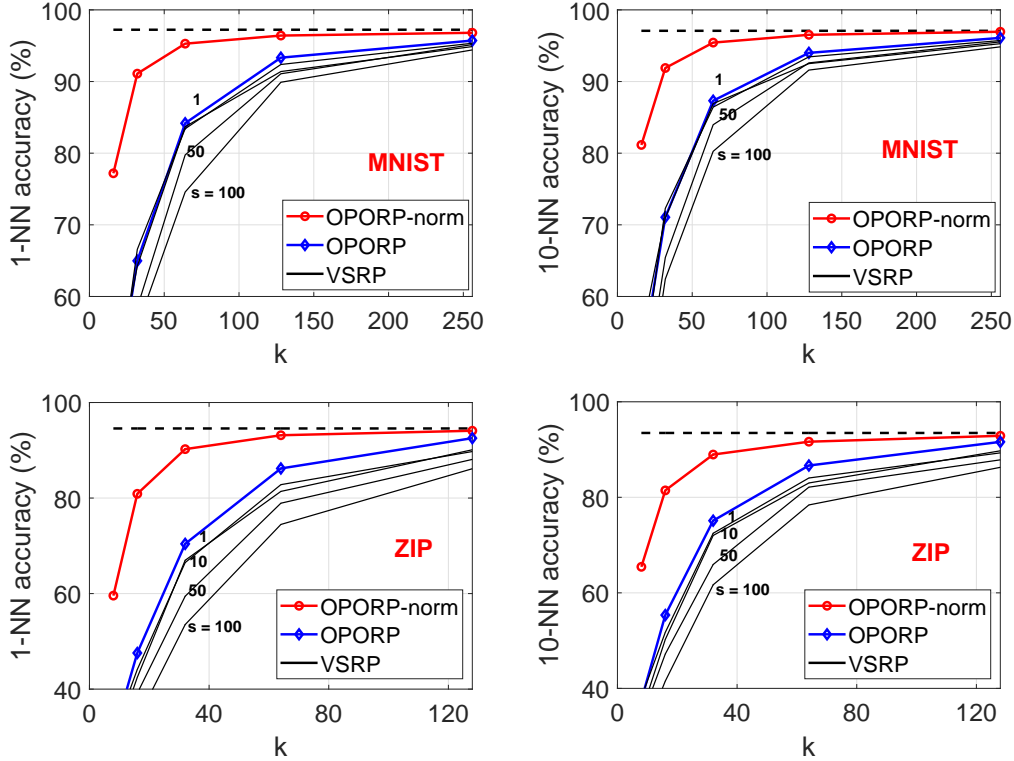 100
90
80
70
60
1-NN accuracy (%)
1
50
s = 100
MNIST
OPORP-norm
OPORP
VSRP
0 50 100 150 200 250
k
100
90
80
70
60
10-NN accuracy (%)
1
50
s = 100
MNIST
OPORP-norm
OPORP
VSRP
0 50 100 150 200 250
k
100
80
60
40
1-NN accuracy (%)
1
10
50
s = 100
ZIP
OPORP-norm
OPORP
VSRP
0 40 80 120
k
100
80
60
40
10-NN accuracy (%)
1
10
50
s = 100
ZIP
OPORP-norm
OPORP
VSRP
0 40 80 120
k